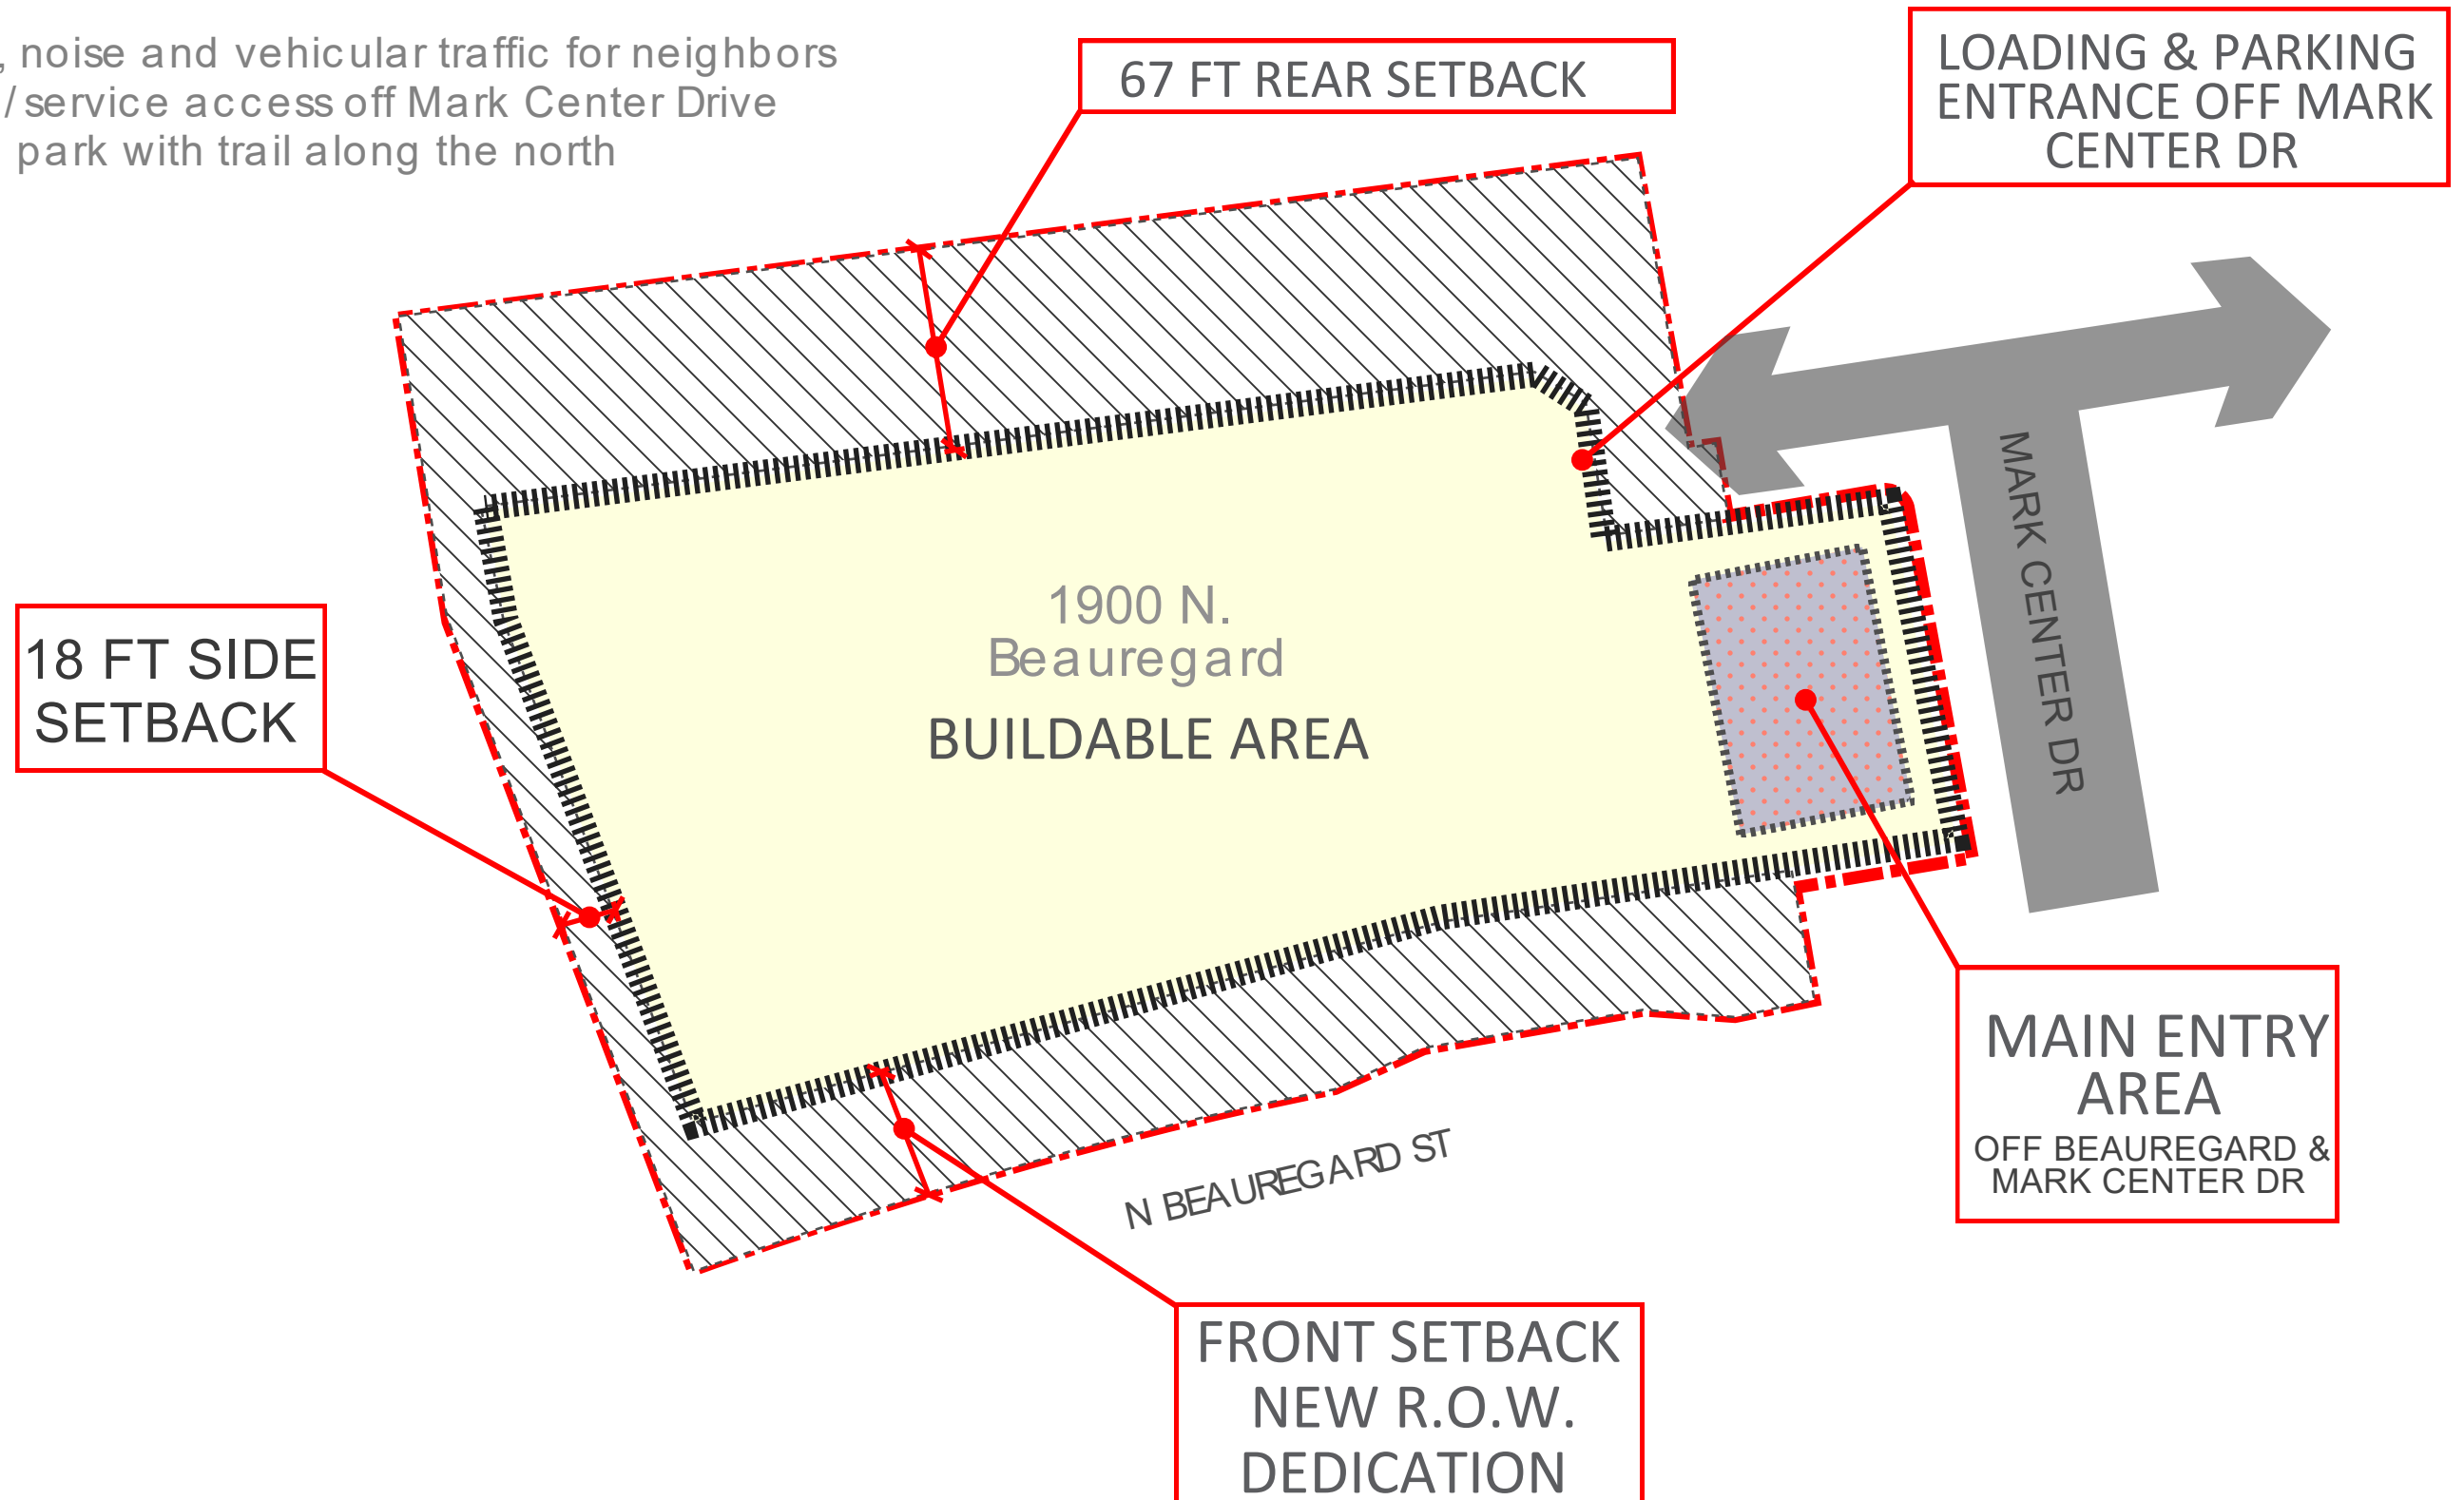 , noise and vehicular traffic for neighbors
/ service access off Mark Center Drive
park with trail along the north
67 FT REAR SETBACK
LOADING & PARKING
ENTRANCE OFF MARK
CENTER DR
MARK CENTER DR
1900 N.
Beauregard
BUILDABLE AREA
18 FT SIDE
SETBACK
MAIN ENTRY
AREA
OFF BEAUREGARD &
MARK CENTER DR
N BEAUREGARD ST
FRONT SETBACK
NEW R.O.W.
DEDICATION